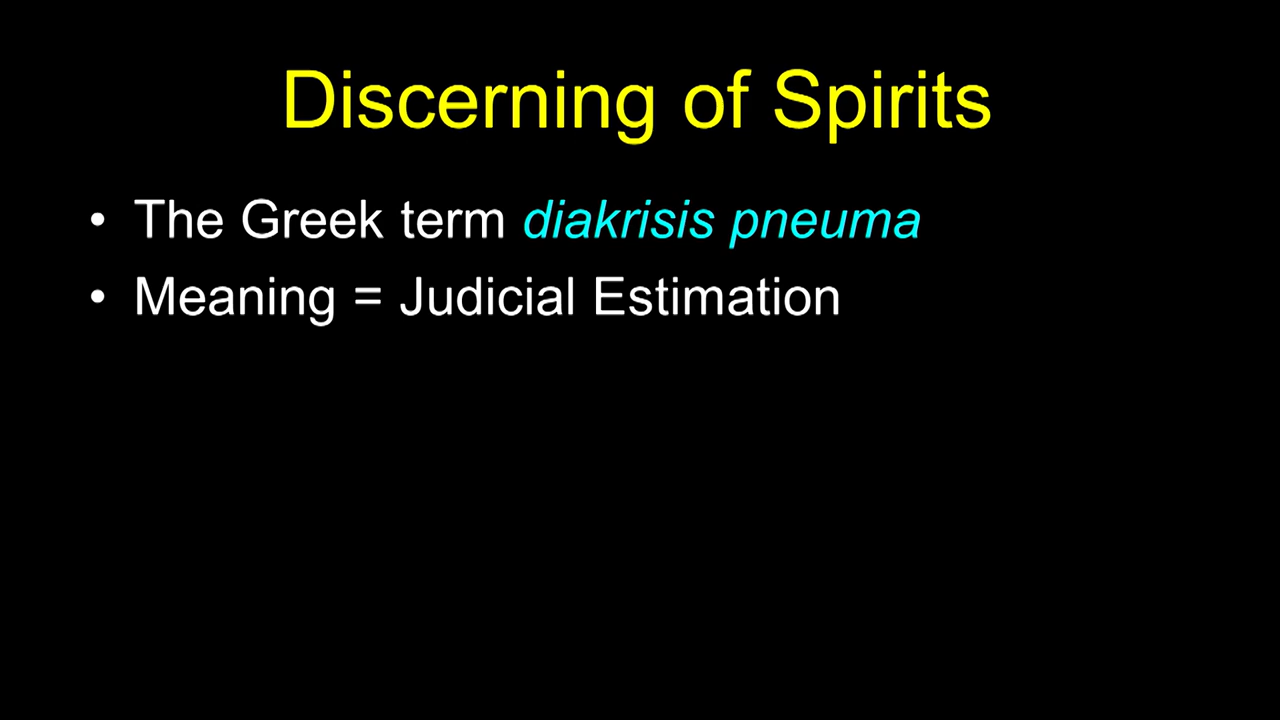 Discerning of Spirits
• The Greek term diakrisis pneuma
• Meaning = Judicial Estimation